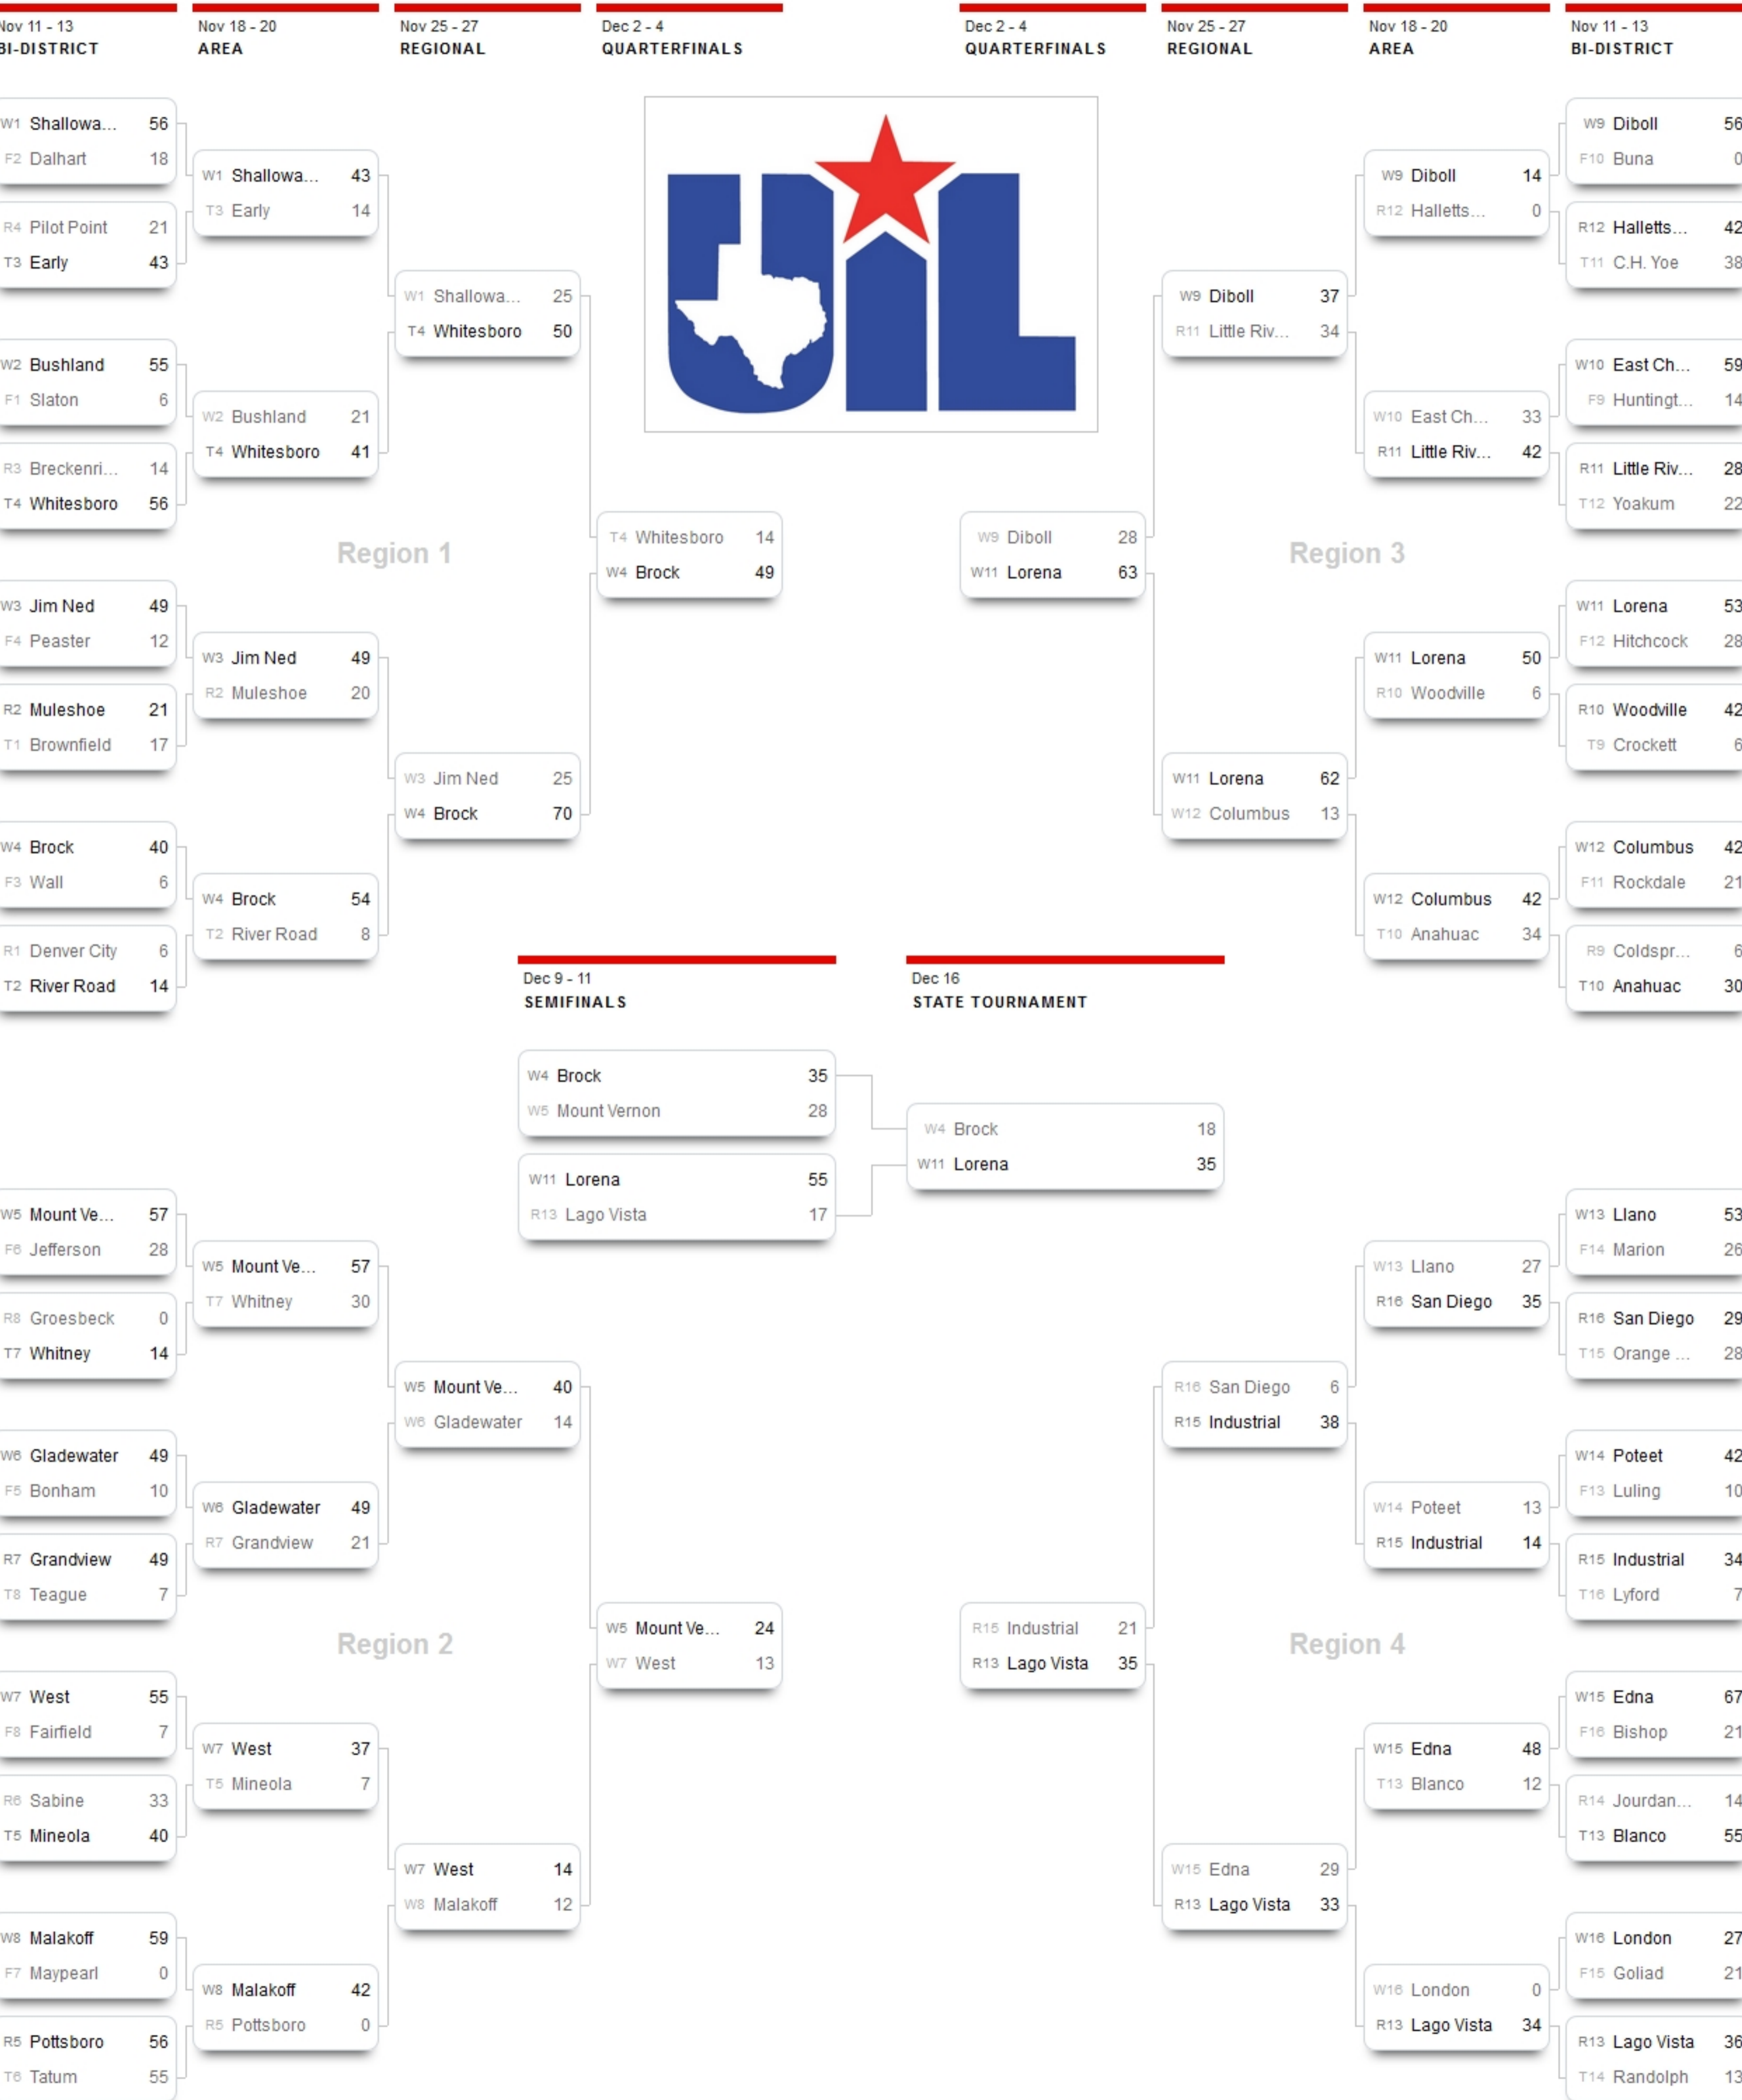 Nov 11 - 13
BI-DISTRICT
Nov 18 - 20
AREA
Nov 25 - 27
REGIONAL
Dec 2 - 4
QUARTERFINALS
Dec 2 - 4
QUARTERFINALS
Nov 25 - 27
REGIONAL
Nov 18 - 20
AREA
Nov 11 - 13
BI-DISTRICT
W1 Shallowa... 56
F2 Dalhart 18
R4 Pilot Point 21
T3 Early 43
W2 Bushland 55
F1 Slaton 6
R3 Breckenri... 14
T4 Whitesboro 56
W3 Jim Ned 49
F4 Peaster 12
R2 Muleshoe 21
T1 Brownfield 17
W4 Brock 40
F3 Wall 6
R1 Denver City 6
T2 River Road 14
W1 Shallowa... 43
T3 Early 14
W2 Bushland 21
T4 Whitesboro 41
W3 Jim Ned 49
R2 Muleshoe 20
W4 Brock 54
T2 River Road 8
W1 Shallowa... 25
T4 Whitesboro 50
W3 Jim Ned 25
W4 Brock 70
Region 1
T4 Whitesboro 14
W4 Brock 49
UIL
W9 Diboll 28
W11 Lorena 63
Region 3
W9 Diboll 37
R11 Little Riv... 34
W11 Lorena 62
W12 Columbus 13
W9 Diboll 14
R12 Halletts... 0
W10 East Ch... 33
R11 Little Riv... 42
W11 Lorena 50
R10 Woodville 6
W12 Columbus 42
T10 Anahuac 34
W9 Diboll 56
F10 Buna 0
R12 Halletts... 42
T11 C.H. Yoe 38
W10 East Ch... 59
F9 Huntingt... 14
R11 Little Riv... 28
T12 Yoakum 22
W11 Lorena 53
F12 Hitchcock 28
R10 Woodville 42
T9 Crockett 6
W12 Columbus 42
F11 Rockdale 21
R9 Coldspr... 6
T10 Anahuac 30
Dec 9 - 11
SEMIFINALS
Dec 16
STATE TOURNAMENT
W4 Brock 35
W5 Mount Vernon 28
W11 Lorena 55
R13 Lago Vista 17
W4 Brock 18
W11 Lorena 35
W5 Mount Ve... 57
F6 Jefferson 28
R8 Groesbeck 0
T7 Whitney 14
W6 Gladewater 49
F5 Bonham 10
R7 Grandview 49
T8 Teague 7
W7 West 55
F8 Fairfield 7
R6 Sabine 33
T5 Mineola 40
W8 Malakoff 59
F7 Maypearl 0
R5 Pottsboro 56
T6 Tatum 55
W5 Mount Ve... 57
T7 Whitney 30
W6 Gladewater 49
R7 Grandview 21
W7 West 37
T5 Mineola 7
W8 Malakoff 42
R5 Pottsboro 0
W5 Mount Ve... 40
W6 Gladewater 14
W7 West 14
W8 Malakoff 12
Region 2
W5 Mount Ve... 24
W7 West 13
R15 Industrial 21
R13 Lago Vista 35
Region 4
R16 San Diego 6
R15 Industrial 38
W15 Edna 29
R13 Lago Vista 33
W13 Llano 27
R16 San Diego 35
W14 Poteet 13
R15 Industrial 14
W15 Edna 48
T13 Blanco 12
W16 London 0
R13 Lago Vista 34
W13 Llano 53
F14 Marion 26
R16 San Diego 29
T15 Orange ... 28
W14 Poteet 42
F13 Luling 10
R15 Industrial 34
T16 Lyford 7
W15 Edna 67
F16 Bishop 21
R14 Jourdan... 14
T13 Blanco 55
W16 London 27
F15 Goliad 21
R13 Lago Vista 36
T14 Randolph 13